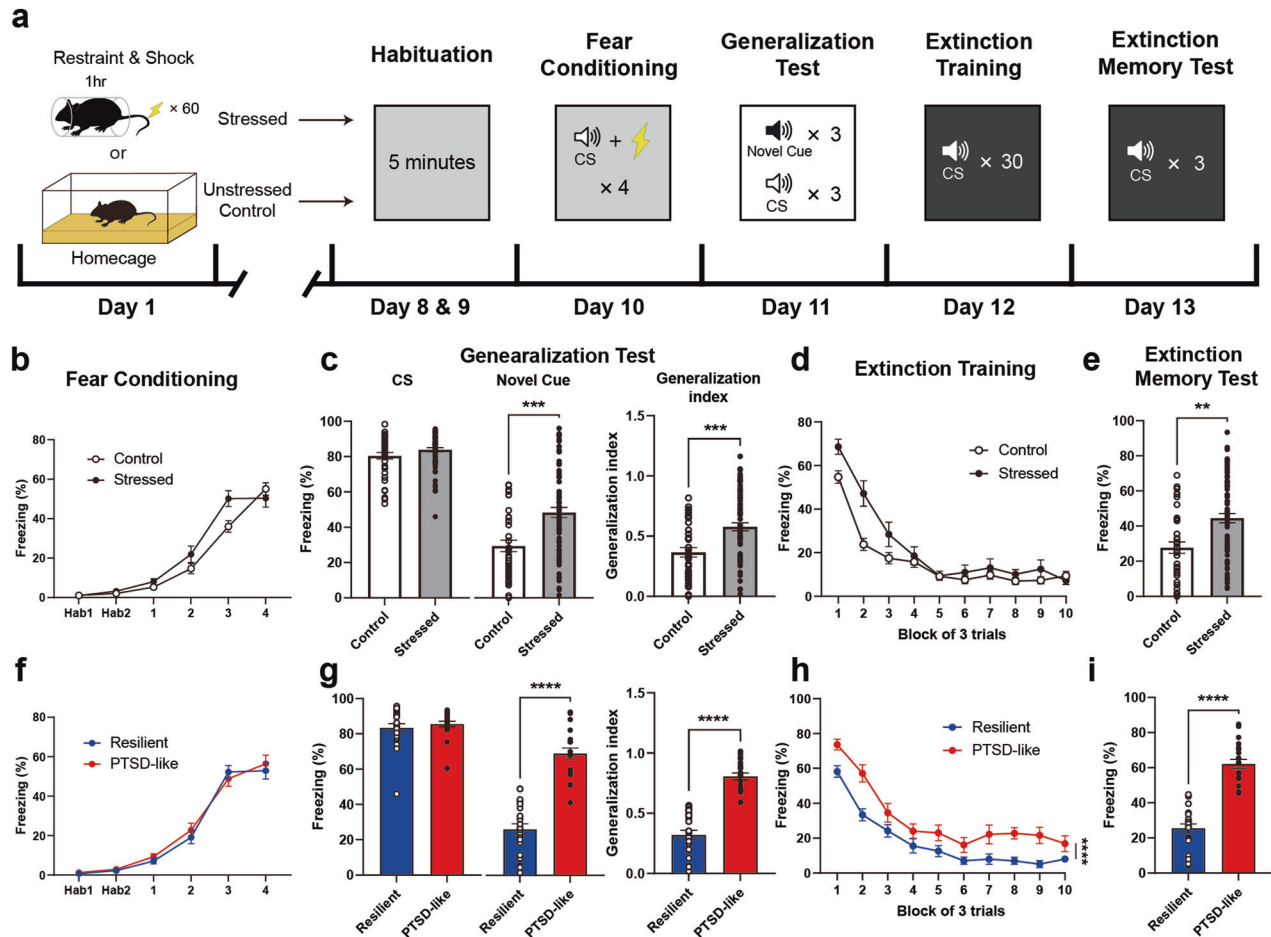 a
Restraint & Shock
1hr
× 60
or
Homecage
Stressed
Unstressed
Control
Habituation
5 minutes
Fear
Conditioning
CS
+
× 4
Generalization
Test
Novel Cue
× 3
CS
× 3
Extinction
Training
CS
× 30
Extinction
Memory Test
CS
× 3
Day 1
Day 8 & 9
Day 10
Day 11
Day 12
Day 13
b
Fear Conditioning
Freezing (%)
80
60
40
20
0
Control
Stressed
Hab1 Hab2 1 2 3 4
c
Genearalization Test
CS
Novel Cue
Generalization
index
Freezing (%)
100
80
60
40
20
0
***
Control
Stressed
Control
Stressed
Generalization index
1.5
1.0
0.5
0.0
***
Control
Stressed
d
Extinction Training
Freezing (%)
80
60
40
20
0
Control
Stressed
1 2 3 4 5 6 7 8 9 10
Block of 3 trials
e
Extinction
Memory Test
Freezing (%)
100
80
60
40
20
0
**
Control
Stressed
f
Freezing (%)
80
60
40
20
0
Resilient
PTSD-like
Hab1 Hab2 1 2 3 4
g
Freezing (%)
100
80
60
40
20
0
****
Resilient
PTSD-like
Resilient
PTSD-like
Generalization index
1.5
1.0
0.5
0.0
****
Resilient
PTSD-like
h
Freezing (%)
100
80
60
40
20
0
Resilient
PTSD-like
****
1 2 3 4 5 6 7 8 9 10
Block of 3 trials
i
Freezing (%)
100
80
60
40
20
0
****
Resilient
PTSD-like